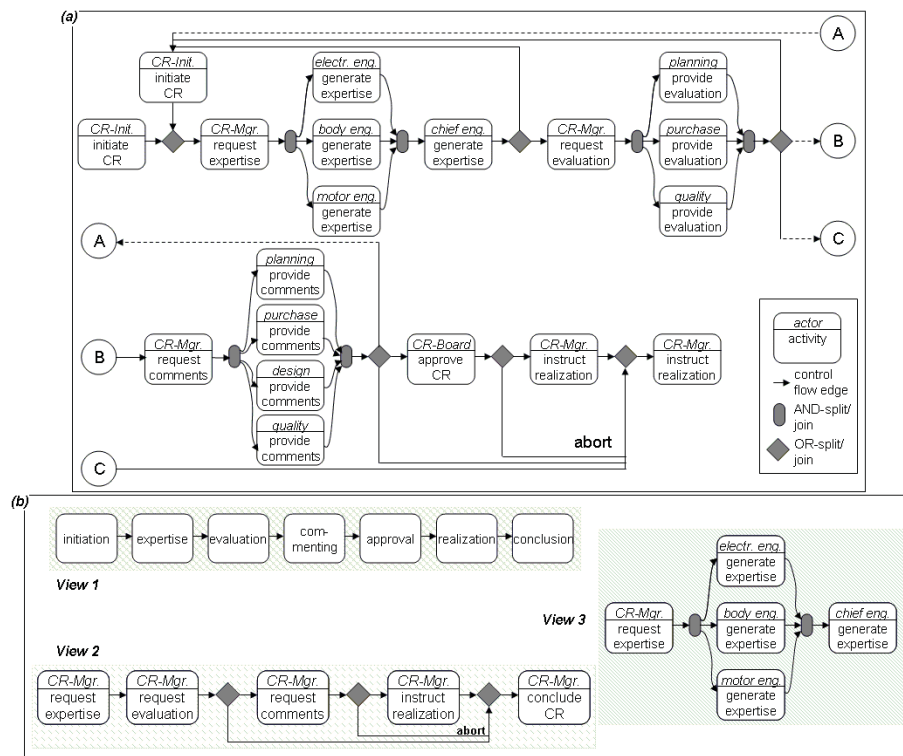 (a)
A
CR-Init.
initiate
CR
electr. eng.
generate
expertise
planning
provide
evaluation
CR-Init.
initiate
CR
CR-Mgr.
request
expertise
body eng.
generate
expertise
chief eng.
generate
expertise
CR-Mgr.
request
evaluation
purchase
provide
evaluation
B
motor eng.
generate
expertise
quality
provide
evaluation
A
C
planning
provide
comments
purchase
provide
comments
B
CR-Mgr.
request
comments
CR-Board
approve
CR
CR-Mgr.
instruct
realization
CR-Mgr.
instruct
realization
design
provide
comments
quality
provide
comments
abort
C
actor
activity
control
flow edge
AND-split/
join
OR-split/
join
(b)
initiation
expertise
evaluation
com-
menting
approval
realization
conclusion
View 1
View 3
electr. eng.
generate
expertise
CR-Mgr.
request
expertise
body eng.
generate
expertise
chief eng.
generate
expertise
motor eng.
generate
expertise
View 2
CR-Mgr.
request
expertise
CR-Mgr.
request
evaluation
CR-Mgr.
request
comments
CR-Mgr.
instruct
realization
CR-Mgr.
conclude
CR
abort